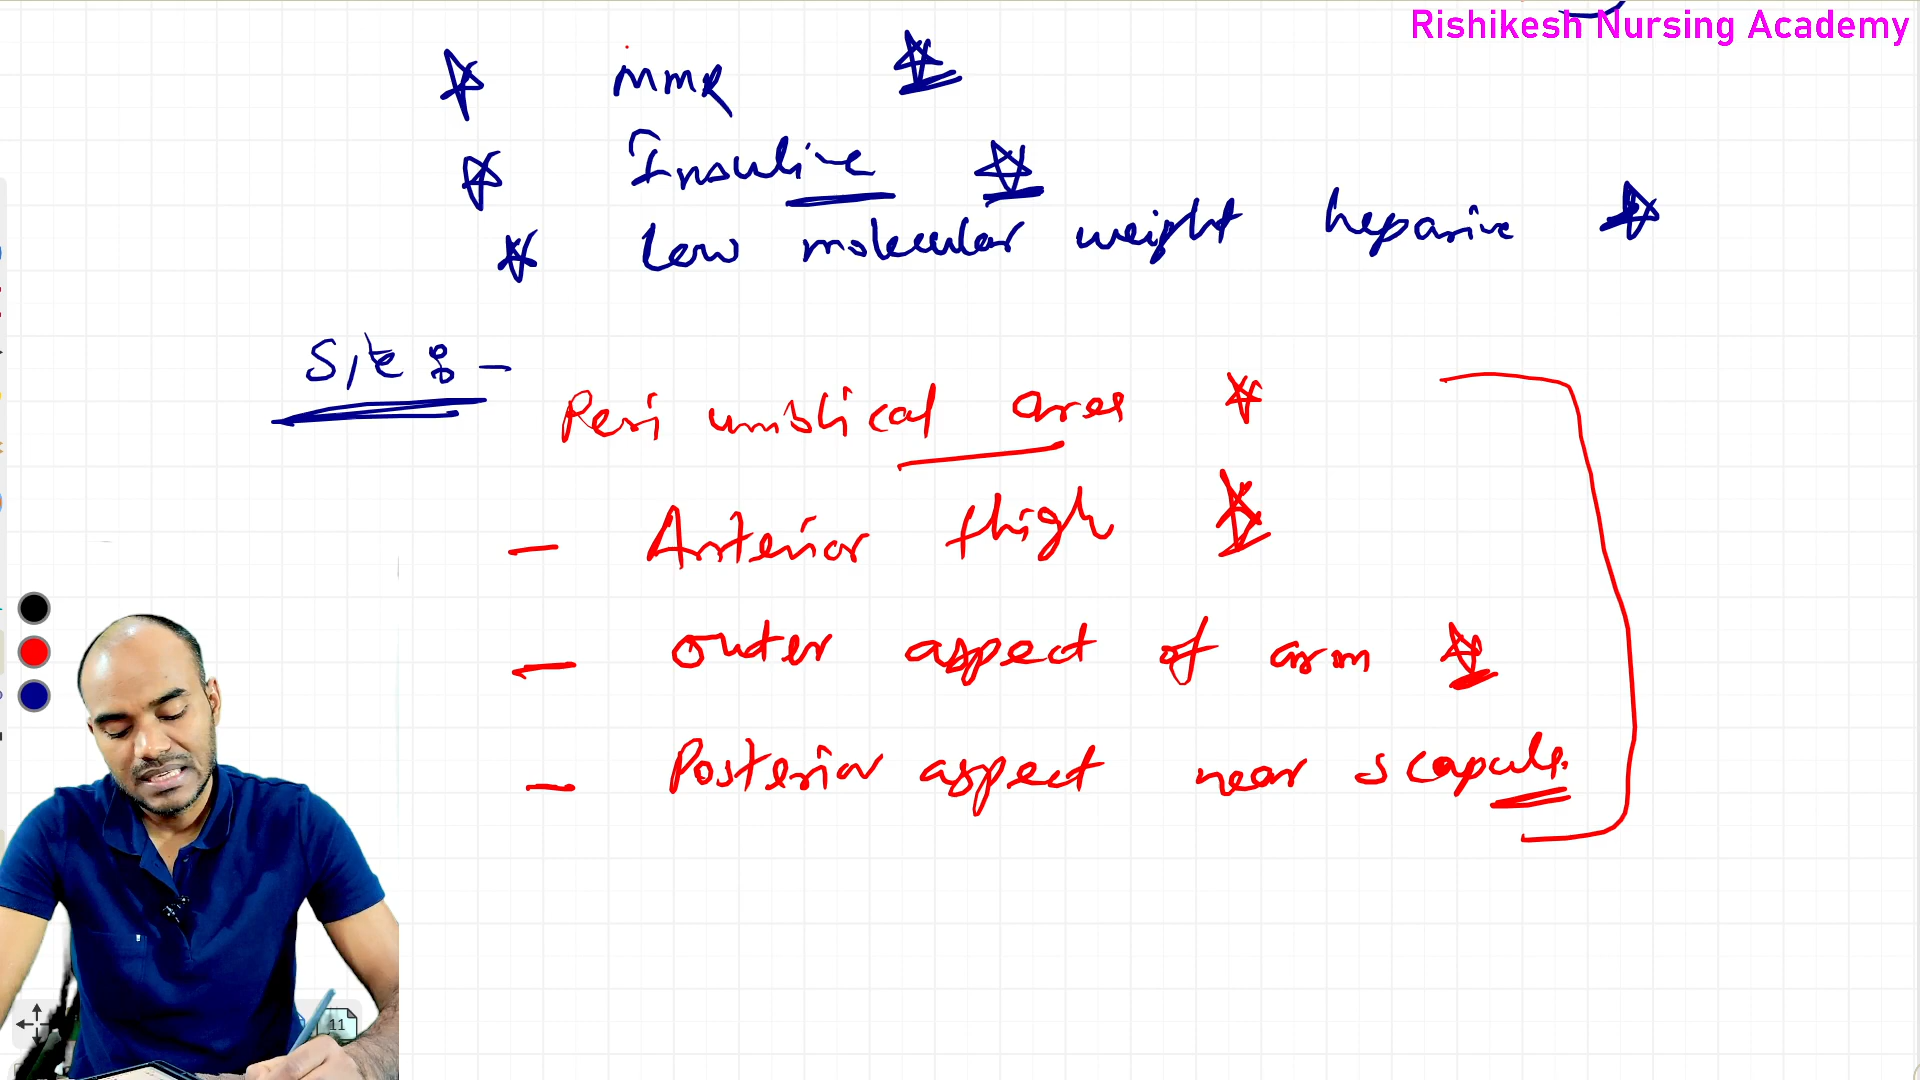 Rishikesh Nursing Academy
MMR
Insuline
Low molecular weight heparine
Site :-
Peri umblical area
- Anterior thigh
- Outer aspect of arm
- Posterior aspect near scapula.
11